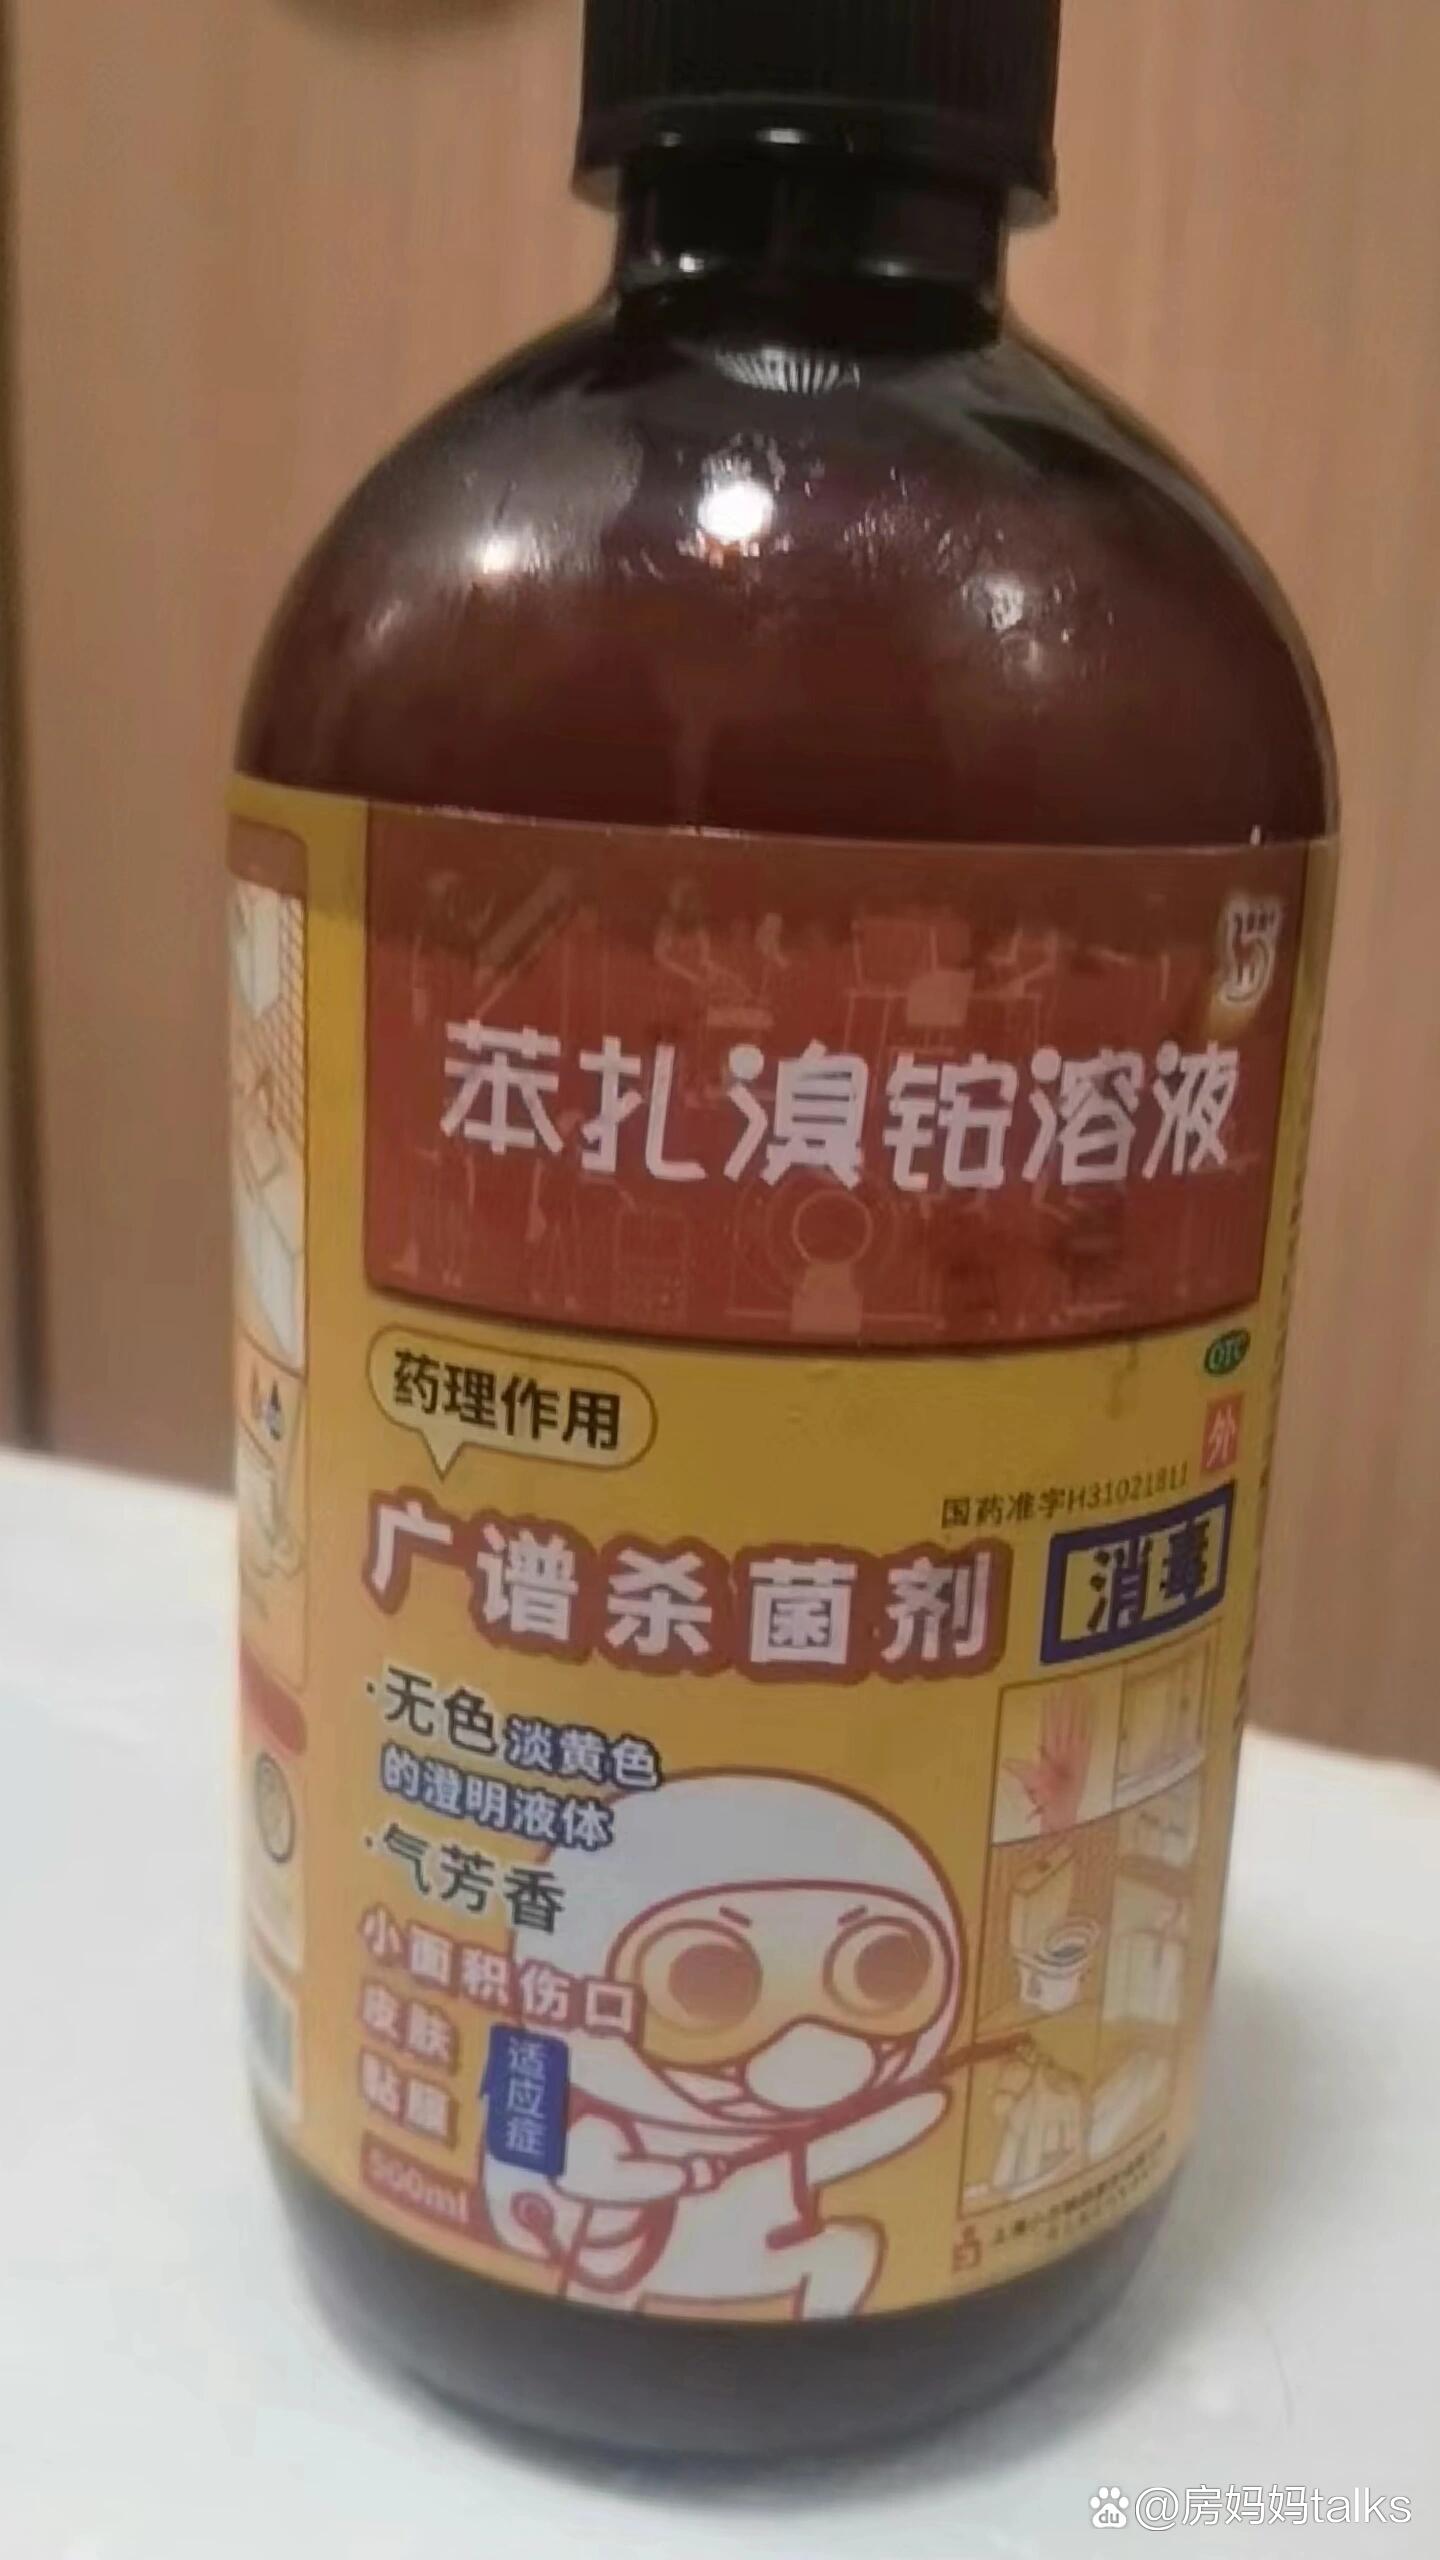 苯扎溴铵溶液
OTC
外
药理作用
国药准字H31021811
广谱杀菌剂
消毒
·无色淡黄色
的澄明液体
·气芳香
小面积伤口
皮肤
黏膜
适应症
500ml
du @房妈妈talks